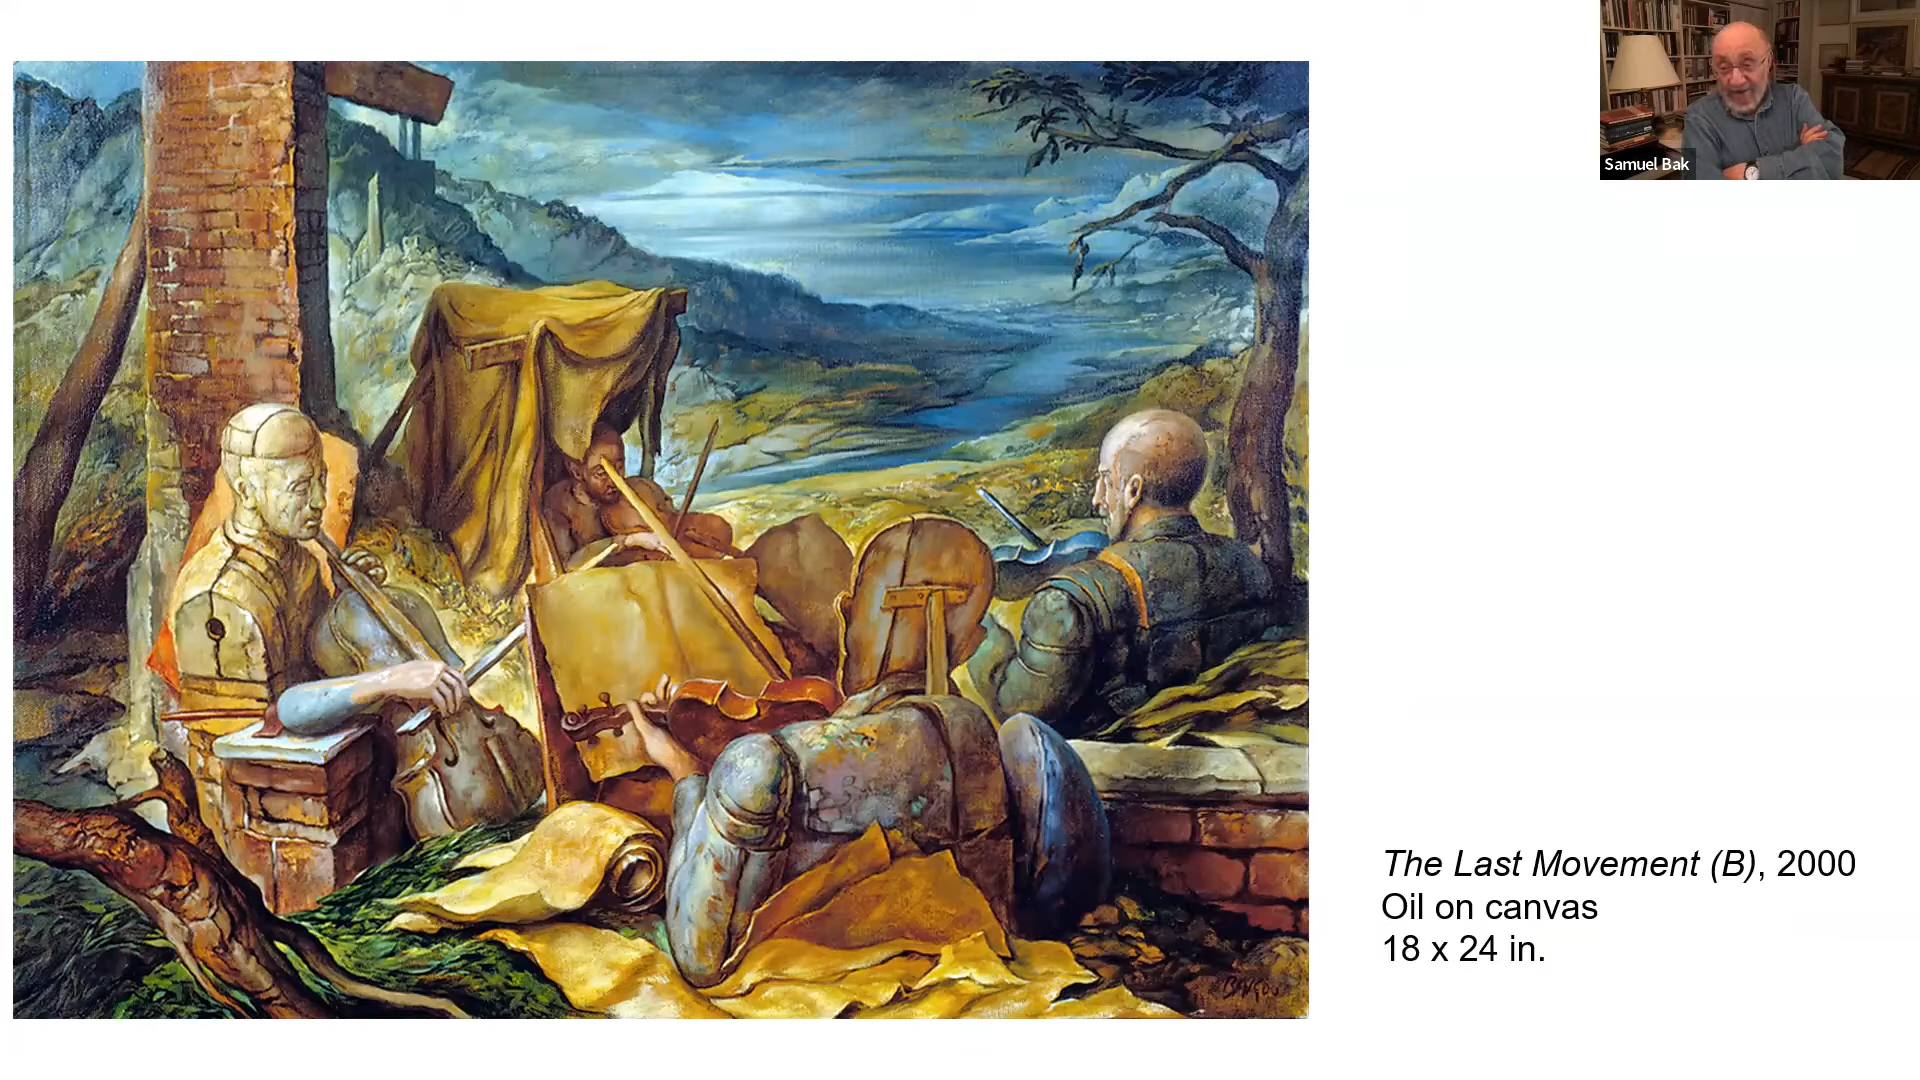 Samuel Bak
The Last Movement (B), 2000
Oil on canvas
18 x 24 in.